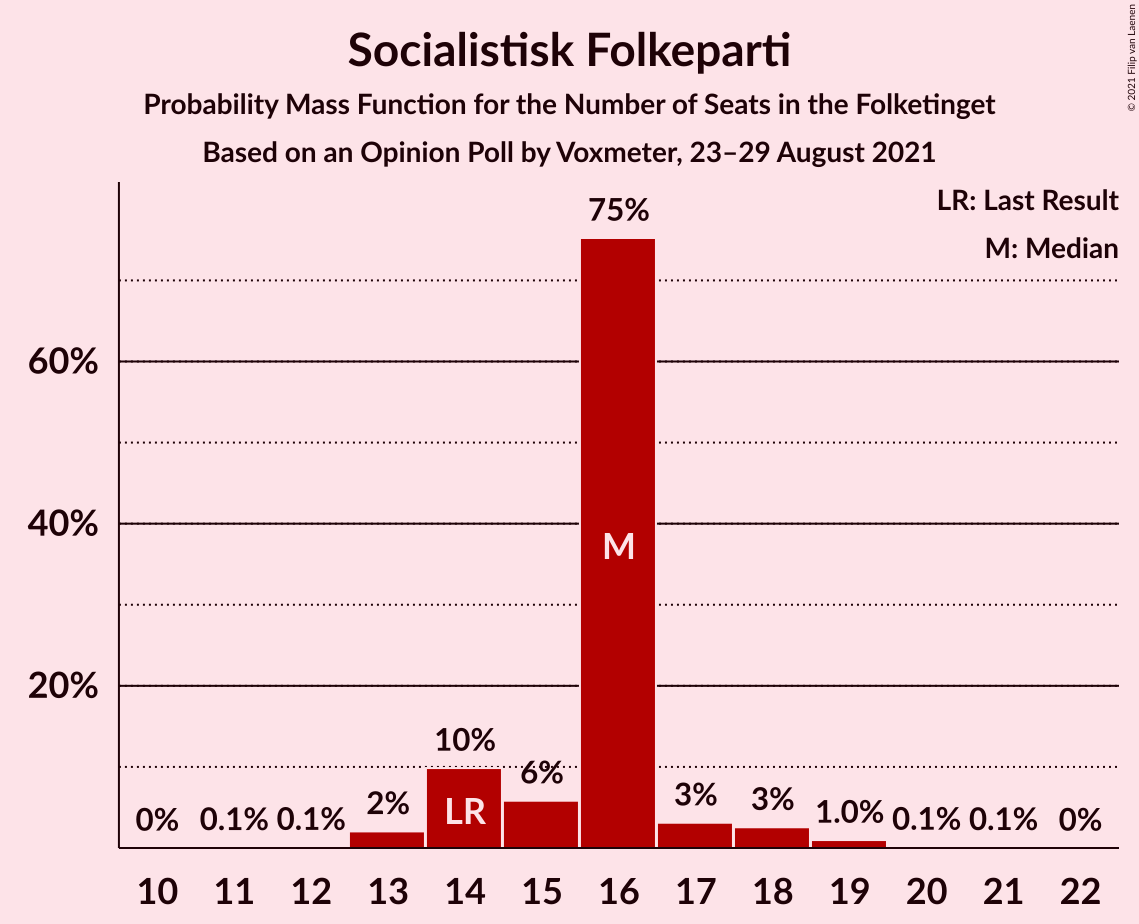 Socialistisk Folkeparti
Probability Mass Function for the Number of Seats in the Folketinget
Based on an Opinion Poll by Voxmeter, 23–29 August 2021
© 2021 Filip van Laenen
LR: Last Result
M: Median
75%
60%
40%
M
20%
10%
6%
LR
0% 0.1% 0.1% 2% 3% 3% 1.0% 0.1% 0.1% 0%
10 11 12 13 14 15 16 17 18 19 20 21 22